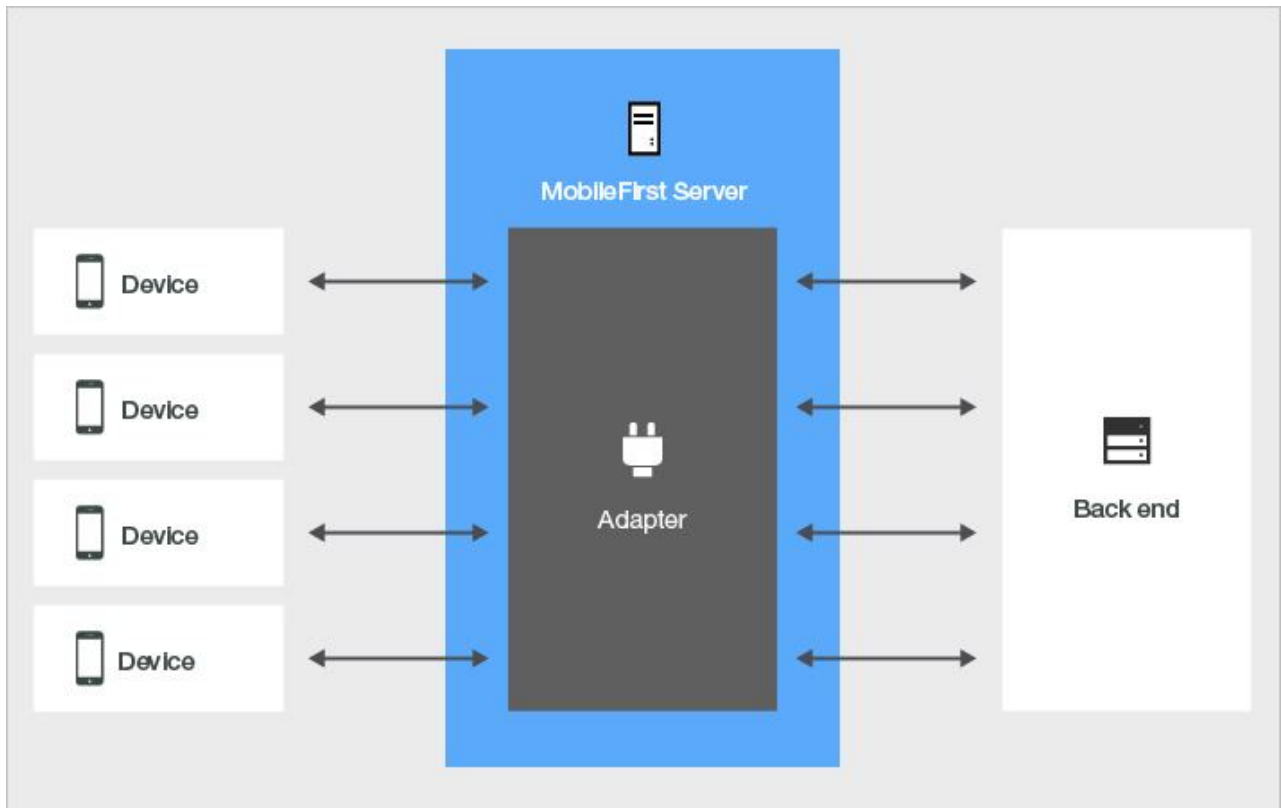 MobileFirst Server
Device
Device
Device
Device
Adapter
Back end